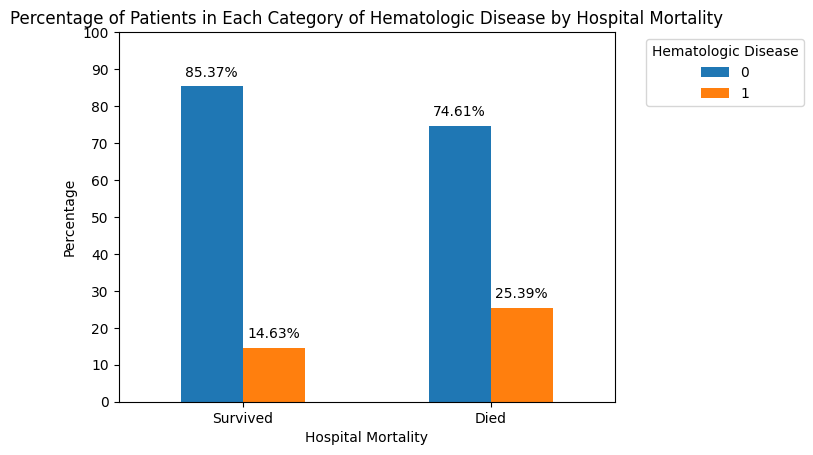 Percentage of Patients in Each Category of Hematologic Disease by Hospital Mortality
100
90
80
70
60
50
40
30
20
10
0
Percentage
85.37%
14.63%
74.61%
25.39%
Survived
Died
Hospital Mortality
Hematologic Disease
0
1